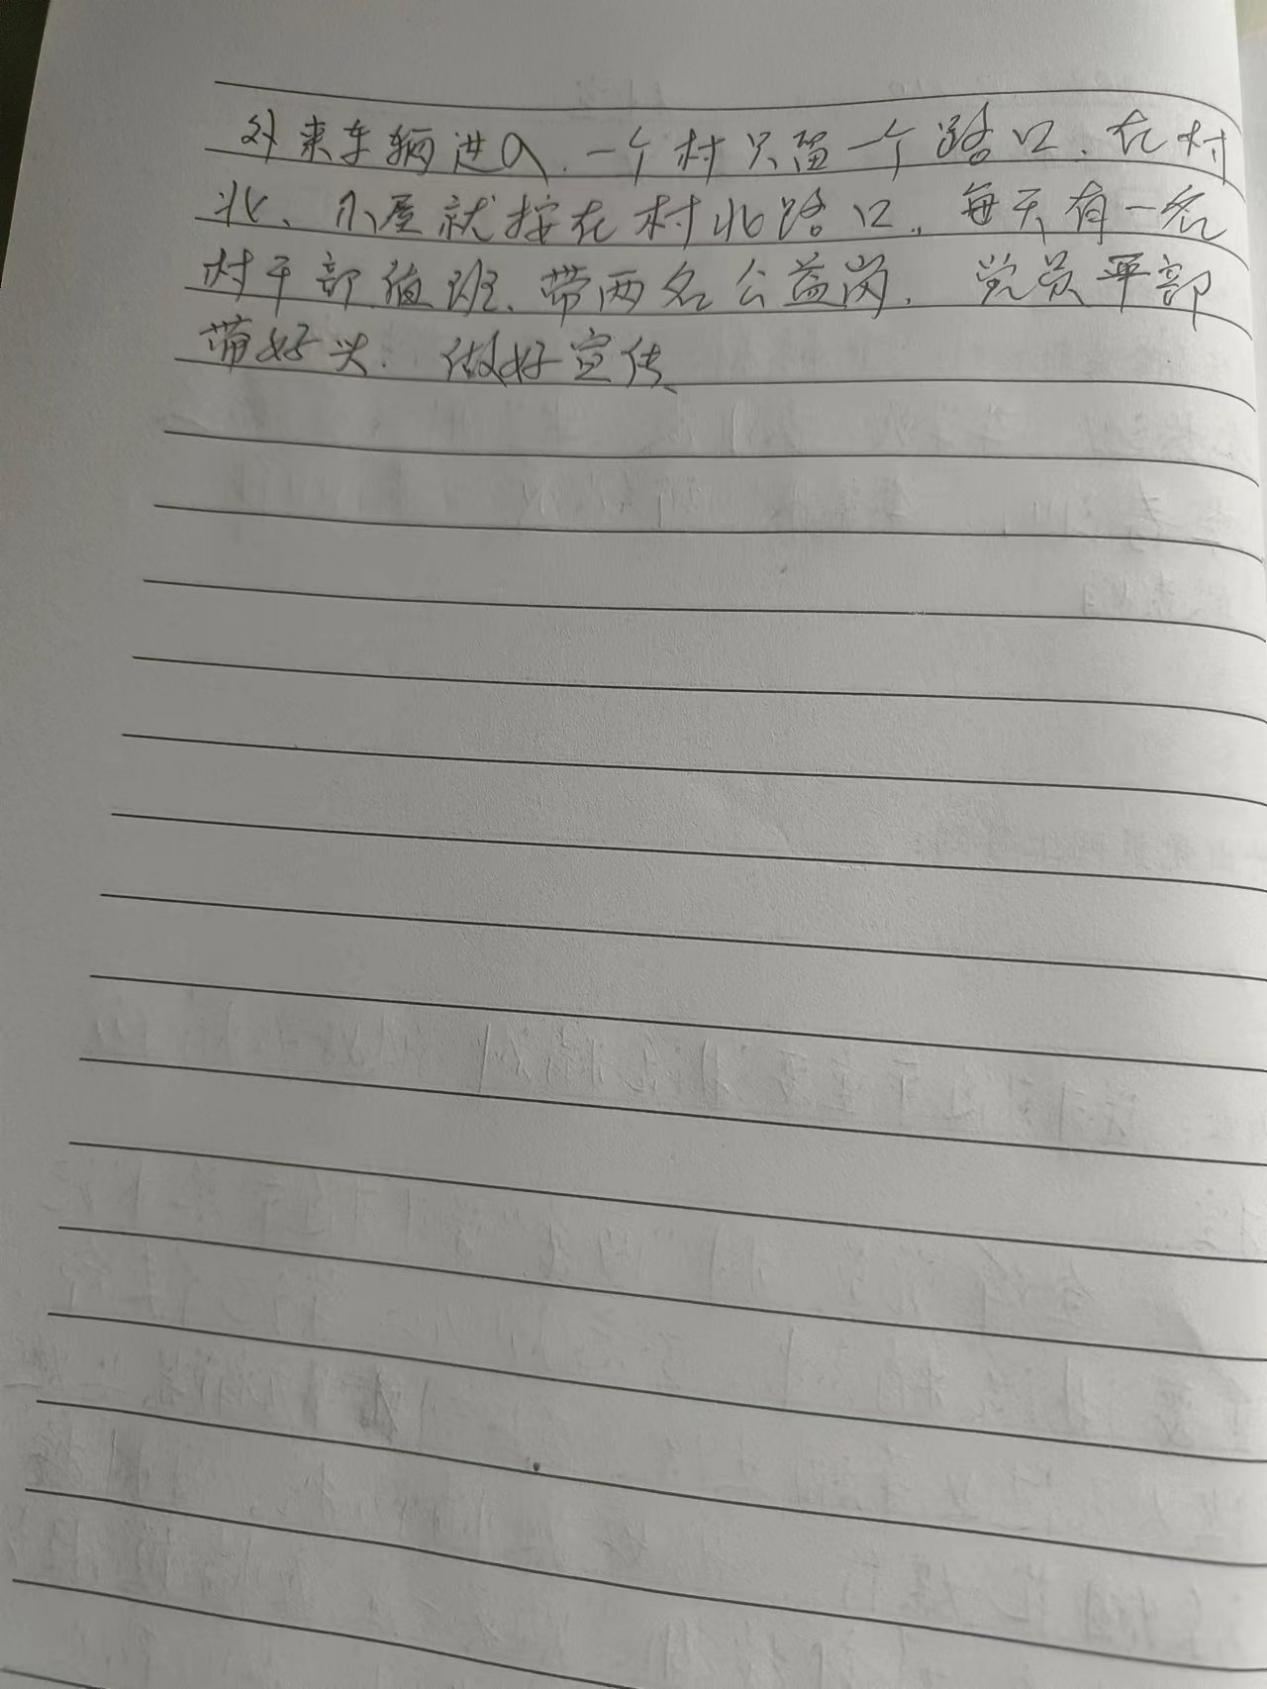 外来车辆进入.一个村只留一个路口、在村
北、小屋就按在村北路口.每天有一名
村干部值班、带两名公益岗.党员干部
带好头.做好宣传、